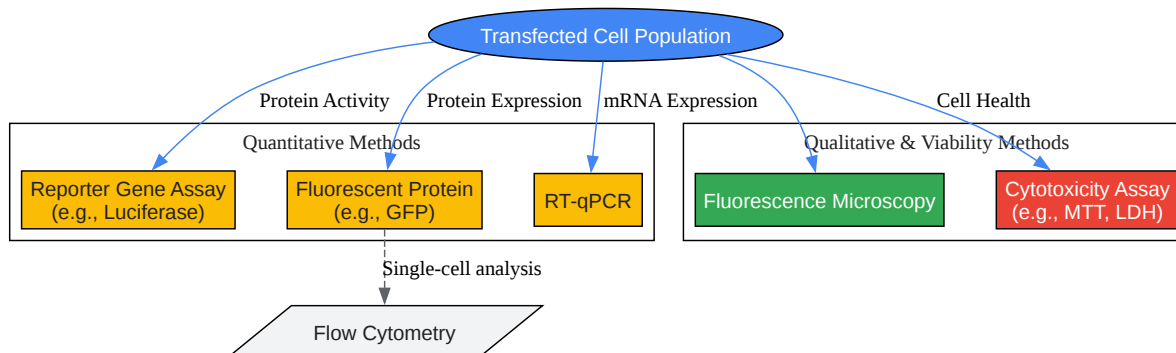 Transfected Cell Population
Protein Activity
Protein Expression
mRNA Expression
Cell Health
Quantitative Methods
Qualitative & Viability Methods
Reporter Gene Assay
(e.g., Luciferase)
Fluorescent Protein
(e.g., GFP)
RT-qPCR
Fluorescence Microscopy
Cytotoxicity Assay
(e.g., MTT, LDH)
Single-cell analysis
Flow Cytometry